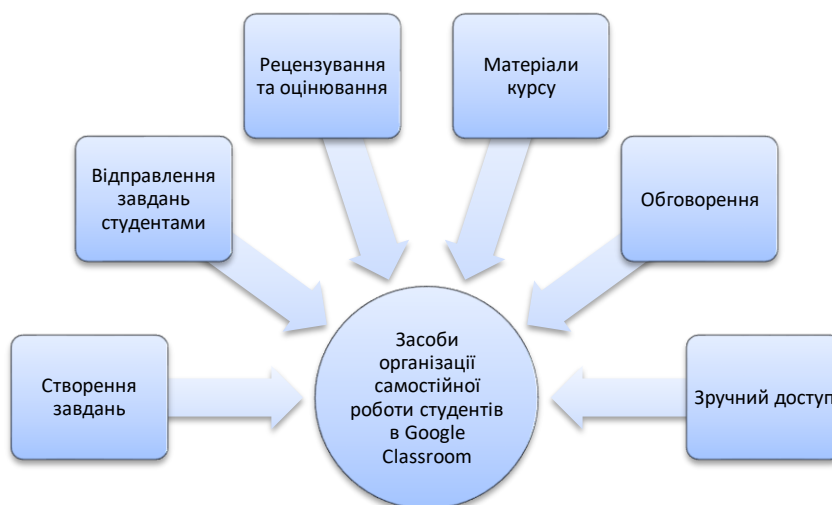 Рецензування
та оцінювання
Матеріали
курсу
Відправлення
завдань
студентами
Обговорення
Створення
завдань
Засоби
організації
самостійної
роботи студентів
в Google
Classroom
Зручний доступ